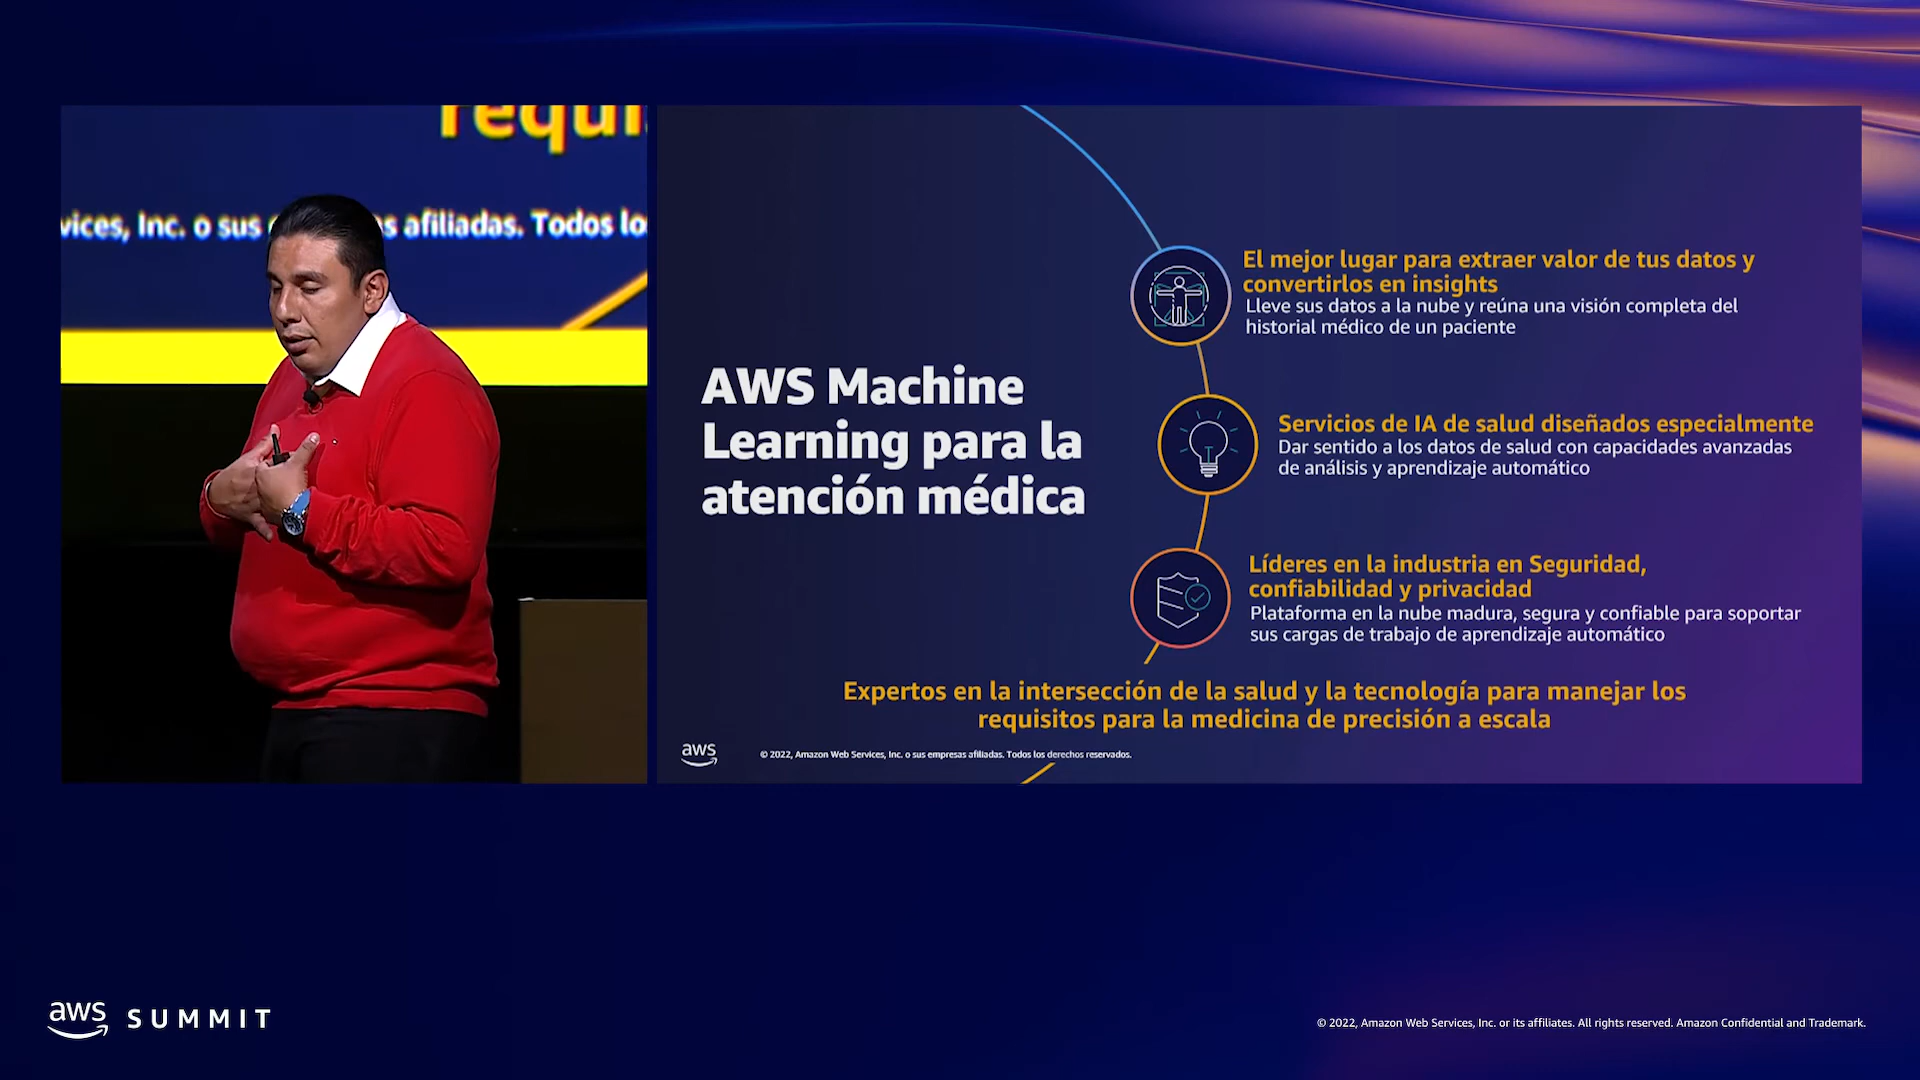 requi
vices, Inc. o sus
s afiliadas. Todos lo
AWS Machine
Learning para la
atención médica
El mejor lugar para extraer valor de tus datos y
convertirlos en insights
Lleve sus datos a la nube y reúna una visión completa del
historial médico de un paciente
Servicios de IA de salud diseñados especialmente
Dar sentido a los datos de salud con capacidades avanzadas
de análisis y aprendizaje automático
Líderes en la industria en Seguridad,
confiabilidad y privacidad
Plataforma en la nube madura, segura y confiable para soportar
sus cargas de trabajo de aprendizaje automático
Expertos en la intersección de la salud y la tecnología para manejar los
requisitos para la medicina de precisión a escala
aws
© 2022, Amazon Web Services, Inc. o sus empresas afiliadas. Todos los derechos reservados.
aws SUMMIT
© 2022, Amazon Web Services, Inc. or its affiliates. All rights reserved. Amazon Confidential and Trademark.